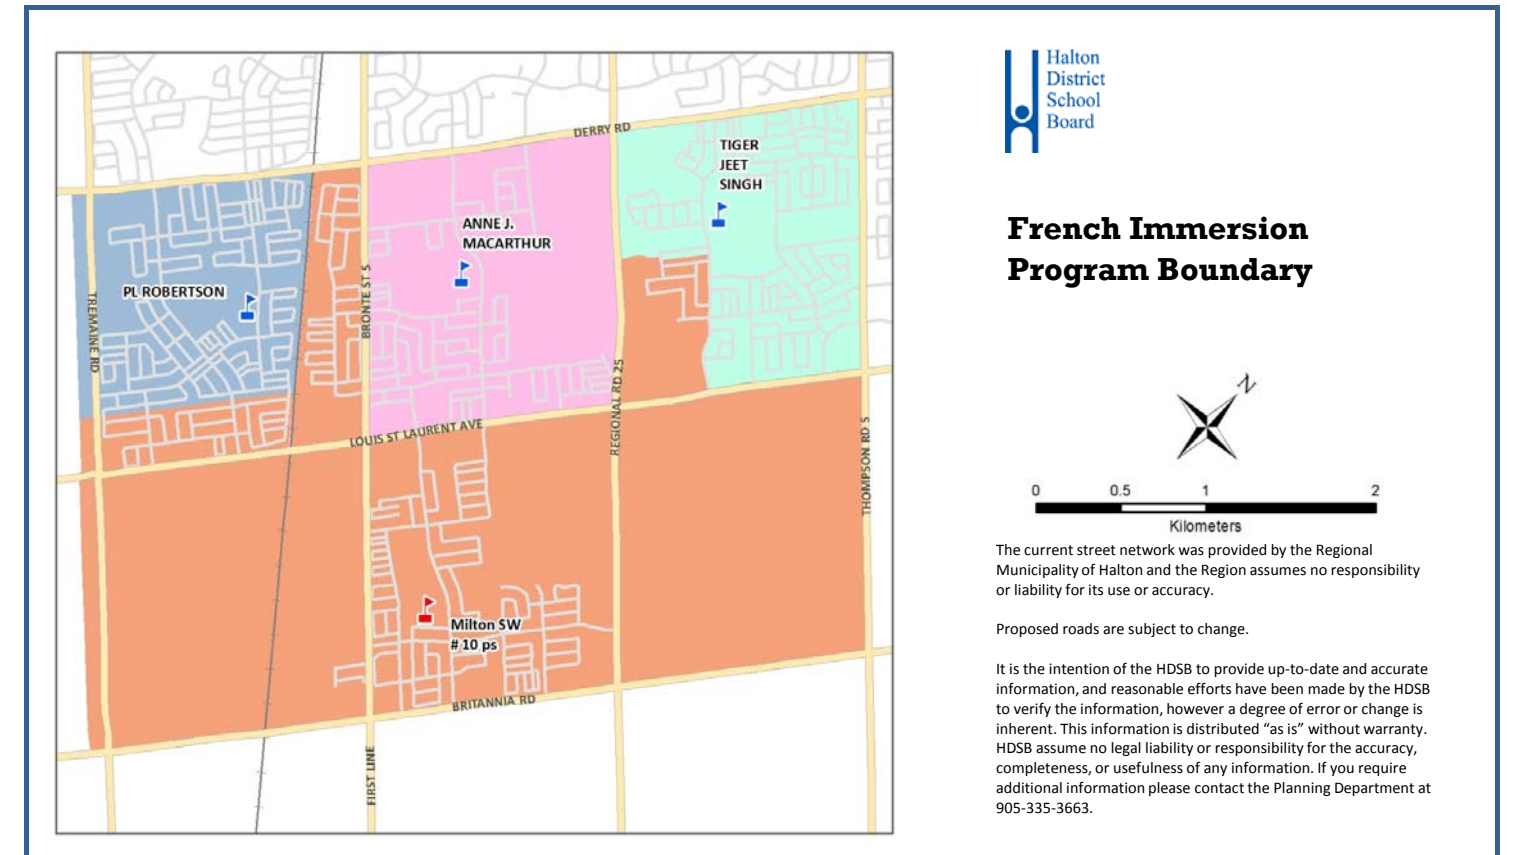 Halton
District
School
Board
French Immersion
Program Boundary
DERRY RD
TIGER
JEET
SINGH
ANNE J.
MACARTHUR
PL ROBERTSON
TREMAINE RD
BRONTE ST S
REGIONAL RD 25
LOUIS ST LAURENT AVE
THOMPSON RD S
Milton SW
# 10 ps
BRITANNIA RD
FIRST LINE
N
0 0.5 1 2
Kilometers
The current street network was provided by the Regional
Municipality of Halton and the Region assumes no responsibility
or liability for its use or accuracy.
Proposed roads are subject to change.
It is the intention of the HDSB to provide up-to-date and accurate
information, and reasonable efforts have been made by the HDSB
to verify the information, however a degree of error or change is
inherent. This information is distributed “as is” without warranty.
HDSB assume no legal liability or responsibility for the accuracy,
completeness, or usefulness of any information. If you require
additional information please contact the Planning Department at
905-335-3663.